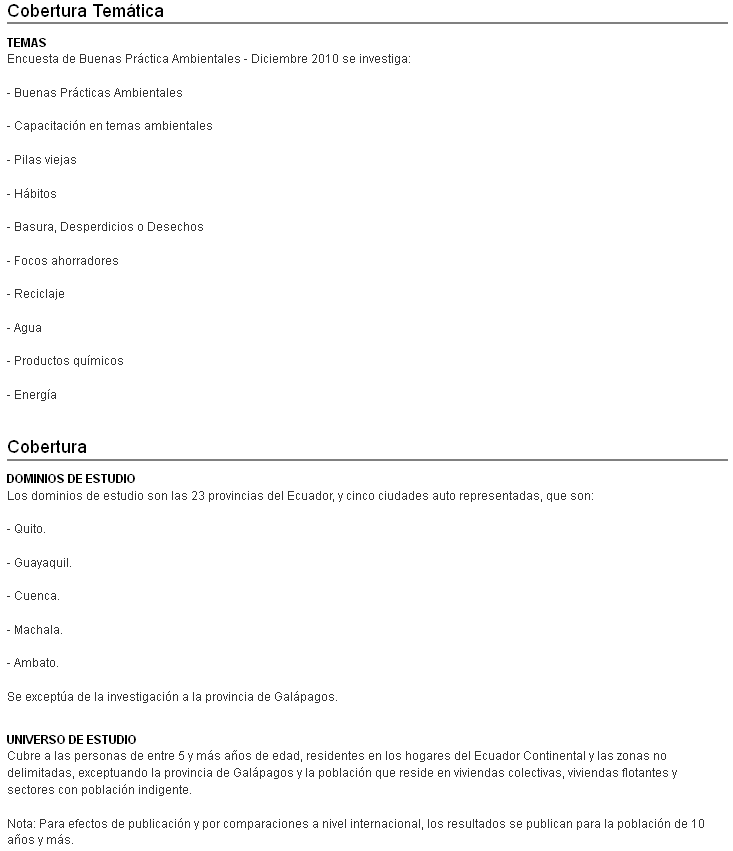 Cobertura Temática
TEMAS
Encuesta de Buenas Práctica Ambientales - Diciembre 2010 se investiga:
- Buenas Prácticas Ambientales
- Capacitación en temas ambientales
- Pilas viejas
- Hábitos
- Basura, Desperdicios o Desechos
- Focos ahorradores
- Reciclaje
- Agua
- Productos químicos
- Energía
Cobertura
DOMINIOS DE ESTUDIO
Los dominios de estudio son las 23 provincias del Ecuador, y cinco ciudades auto representadas, que son:
- Quito.
- Guayaquil.
- Cuenca.
- Machala.
- Ambato.
Se exceptúa de la investigación a la provincia de Galápagos.
UNIVERSO DE ESTUDIO
Cubre a las personas de entre 5 y más años de edad, residentes en los hogares del Ecuador Continental y las zonas no
delimitadas, exceptuando la provincia de Galápagos y la población que reside en viviendas colectivas, viviendas flotantes y
sectores con población indigente.
Nota: Para efectos de publicación y por comparaciones a nivel internacional, los resultados se publican para la población de 10
años y más.